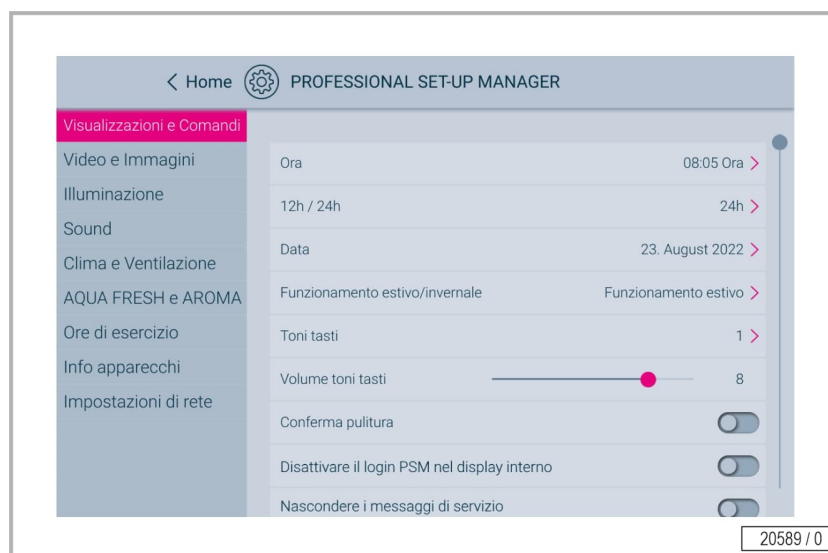 Home PROFESSIONAL SET-UP MANAGER
Visualizzazioni e Comandi
Video e Immagini
Illuminazione
Sound
Clima e Ventilazione
AQUA FRESH e AROMA
Ore di esercizio
Info apparecchi
Impostazioni di rete
Ora 08:05 Ora
12h / 24h 24h
Data 23. August 2022
Funzionamento estivo/invernale Funzionamento estivo
Toni tasti 1
Volume toni tasti 8
Conferma pulitura
Disattivare il login PSM nel display interno
Nascondere i messaggi di servizio
20589 / 0